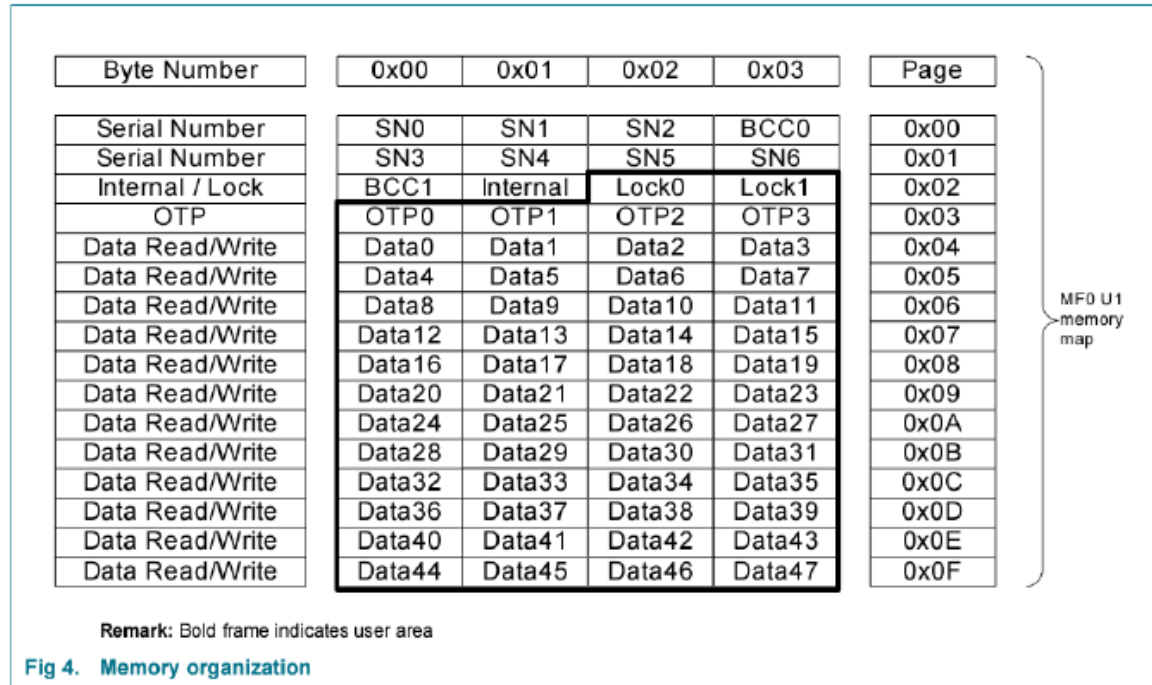 Byte Number 0x00 0x01 0x02 0x03 Page
Serial Number SN0 SN1 SN2 BCC0 0x00
Serial Number SN3 SN4 SN5 SN6 0x01
Internal / Lock BCC1 Internal Lock0 Lock1 0x02
OTP OTP0 OTP1 OTP2 OTP3 0x03
Data Read/Write Data0 Data1 Data2 Data3 0x04
Data Read/Write Data4 Data5 Data6 Data7 0x05
Data Read/Write Data8 Data9 Data10 Data11 0x06
Data Read/Write Data12 Data13 Data14 Data15 0x07
Data Read/Write Data16 Data17 Data18 Data19 0x08
Data Read/Write Data20 Data21 Data22 Data23 0x09
Data Read/Write Data24 Data25 Data26 Data27 0x0A
Data Read/Write Data28 Data29 Data30 Data31 0x0B
Data Read/Write Data32 Data33 Data34 Data35 0x0C
Data Read/Write Data36 Data37 Data38 Data39 0x0D
Data Read/Write Data40 Data41 Data42 Data43 0x0E
Data Read/Write Data44 Data45 Data46 Data47 0x0F
MF0 U1
memory
map
Remark: Bold frame indicates user area
Fig 4. Memory organization